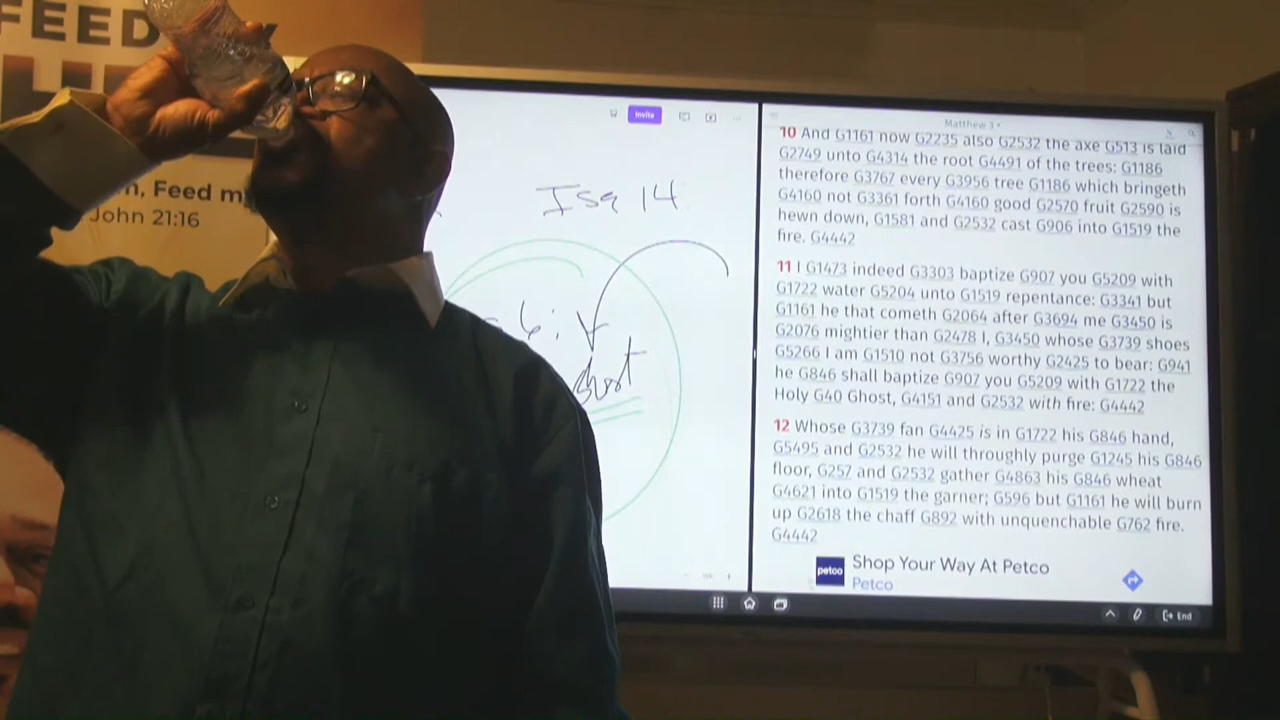 FEED
n, Feed m
John 21:16
Invite
Isa 14
6:
Ghost
Matthew 3
10 And G1161 now G2235 also G2532 the axe G513 is laid
G2749 unto G4314 the root G4491 of the trees: G1186
therefore G3767 every G3956 tree G1186 which bringeth
G4160 not G3361 forth G4160 good G2570 fruit G2590 is
hewn down, G1581 and G2532 cast G906 into G1519 the
fire. G4442
11 I G1473 indeed G3303 baptize G907 you G5209 with
G1722 water G5204 unto G1519 repentance: G3341 but
G1161 he that cometh G2064 after G3694 me G3450 is
G2076 mightier than G2478 I, G3450 whose G3739 shoes
G5266 I am G1510 not G3756 worthy G2425 to bear: G941
he G846 shall baptize G907 you G5209 with G1722 the
Holy G40 Ghost, G4151 and G2532 with fire: G4442
12 Whose G3739 fan G4425 is in G1722 his G846 hand,
G5495 and G2532 he will throughly purge G1245 his G846
floor, G257 and G2532 gather G4863 his G846 wheat
G4621 into G1519 the garner; G596 but G1161 he will burn
up G2618 the chaff G892 with unquenchable G762 fire.
G4442
petco
Shop Your Way At Petco
Petco
End